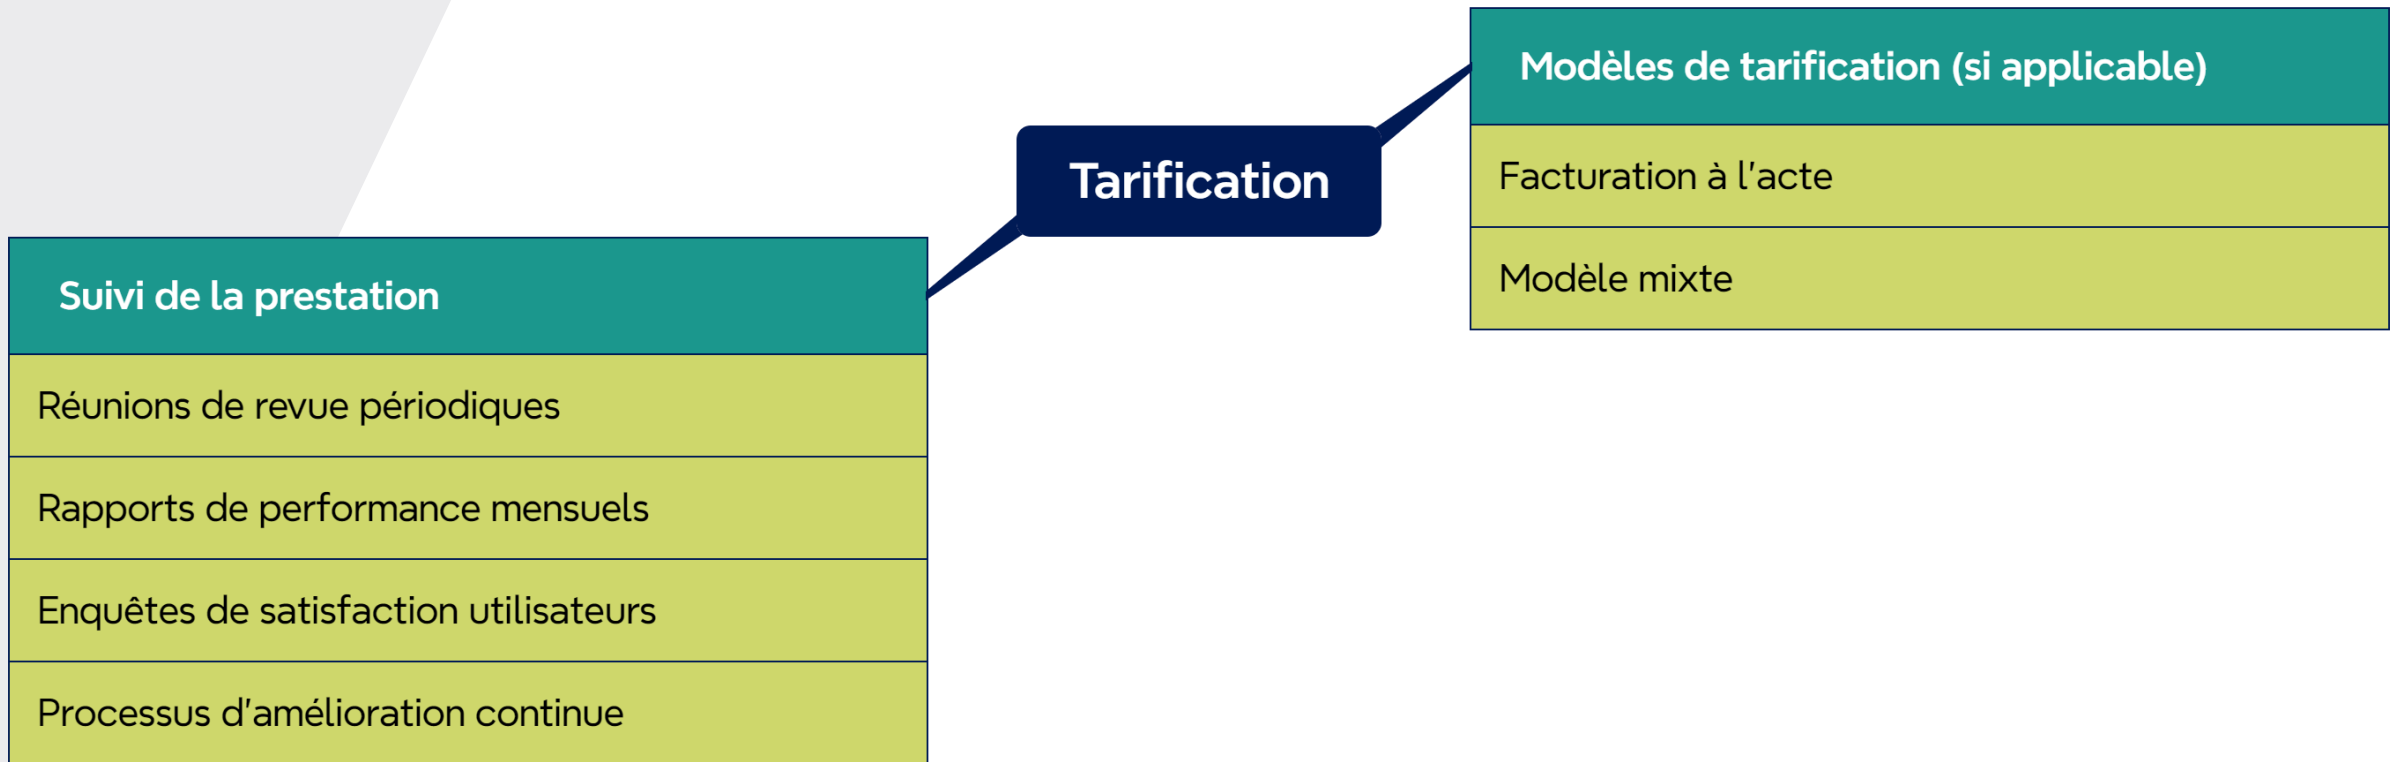 Tarification
Modèles de tarification (si applicable)
Facturation à l'acte
Modèle mixte
Suivi de la prestation
Réunions de revue périodiques
Rapports de performance mensuels
Enquêtes de satisfaction utilisateurs
Processus d'amélioration continue